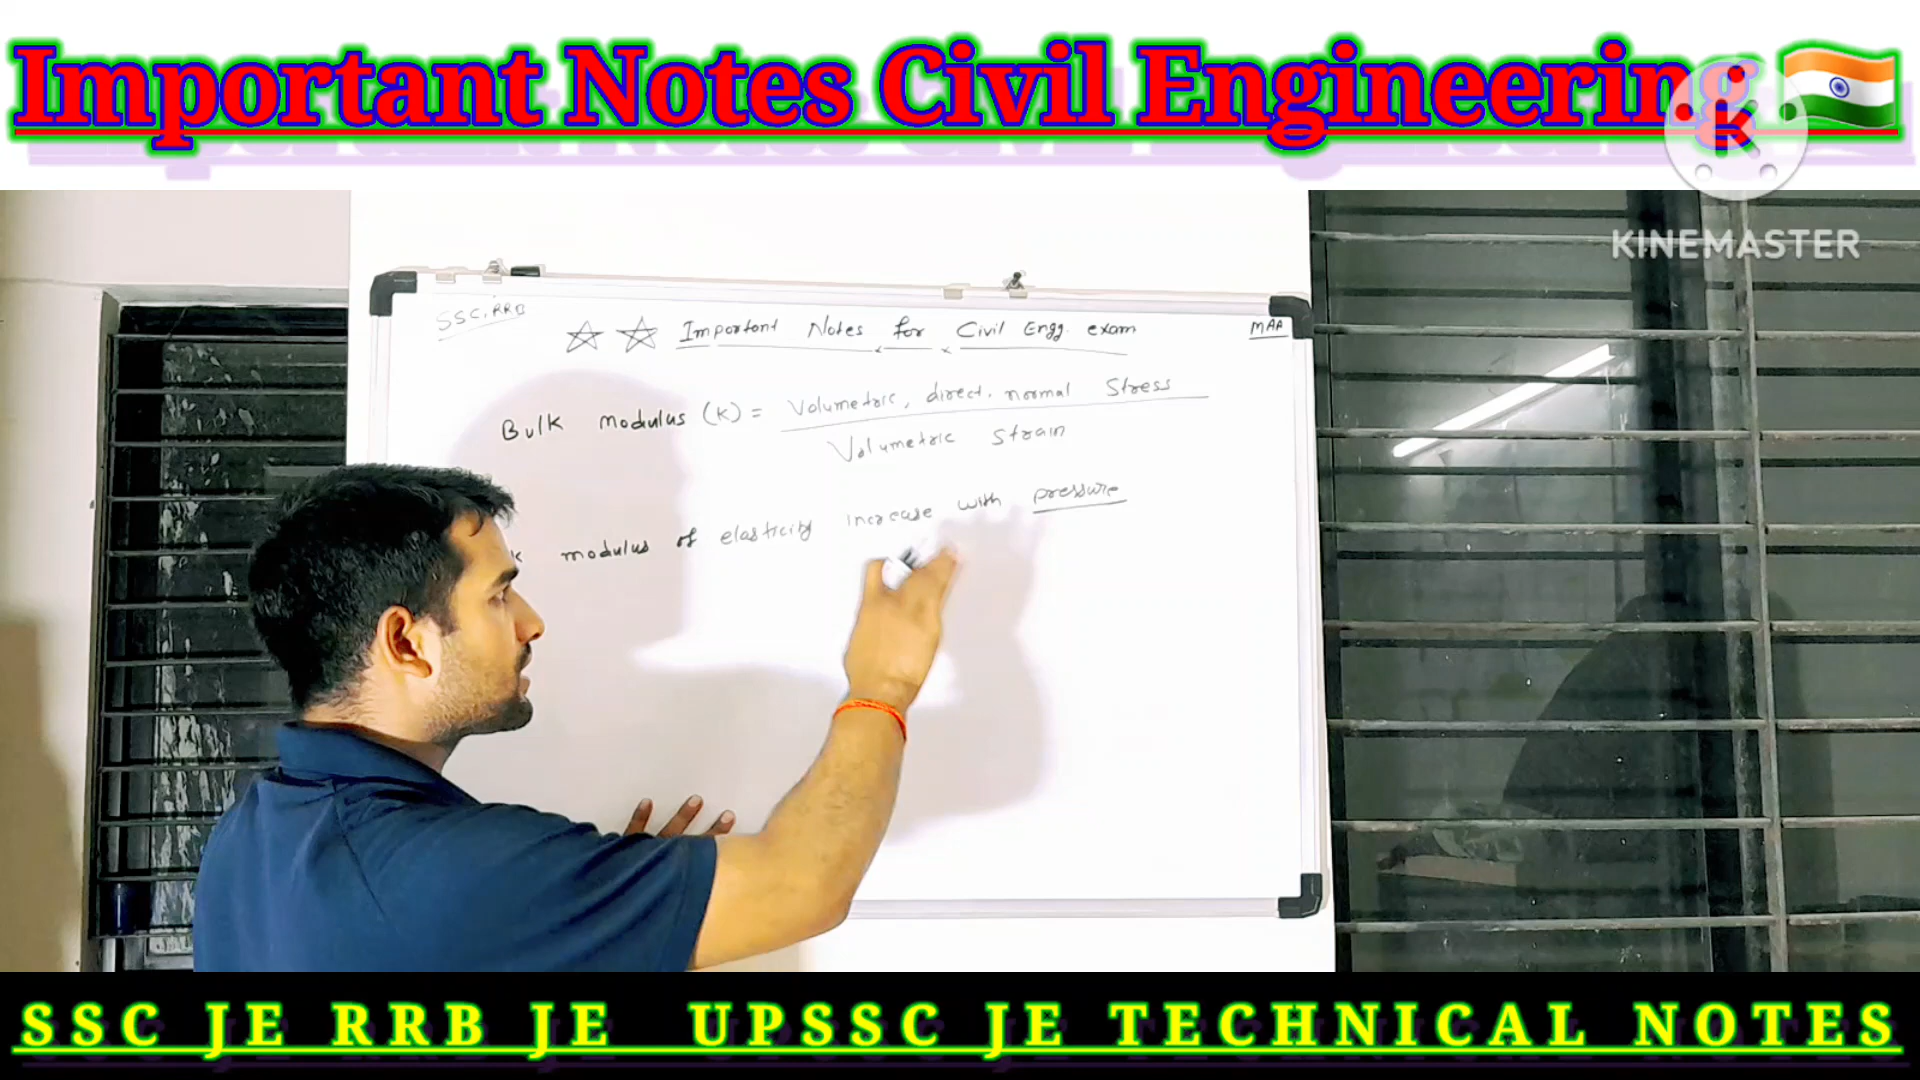 Important Notes Civil Engineering 🇮🇳
K
KINEMASTER
SSC, RRB
Important Notes for Civil Engg. exam
MAA
Bulk modulus (K) = Volumetric, direct, normal Stress
Volumetric Strain
k modulus of elasticity increase with pressure
SSC JE RRB JE UPSSC JE TECHNICAL NOTES